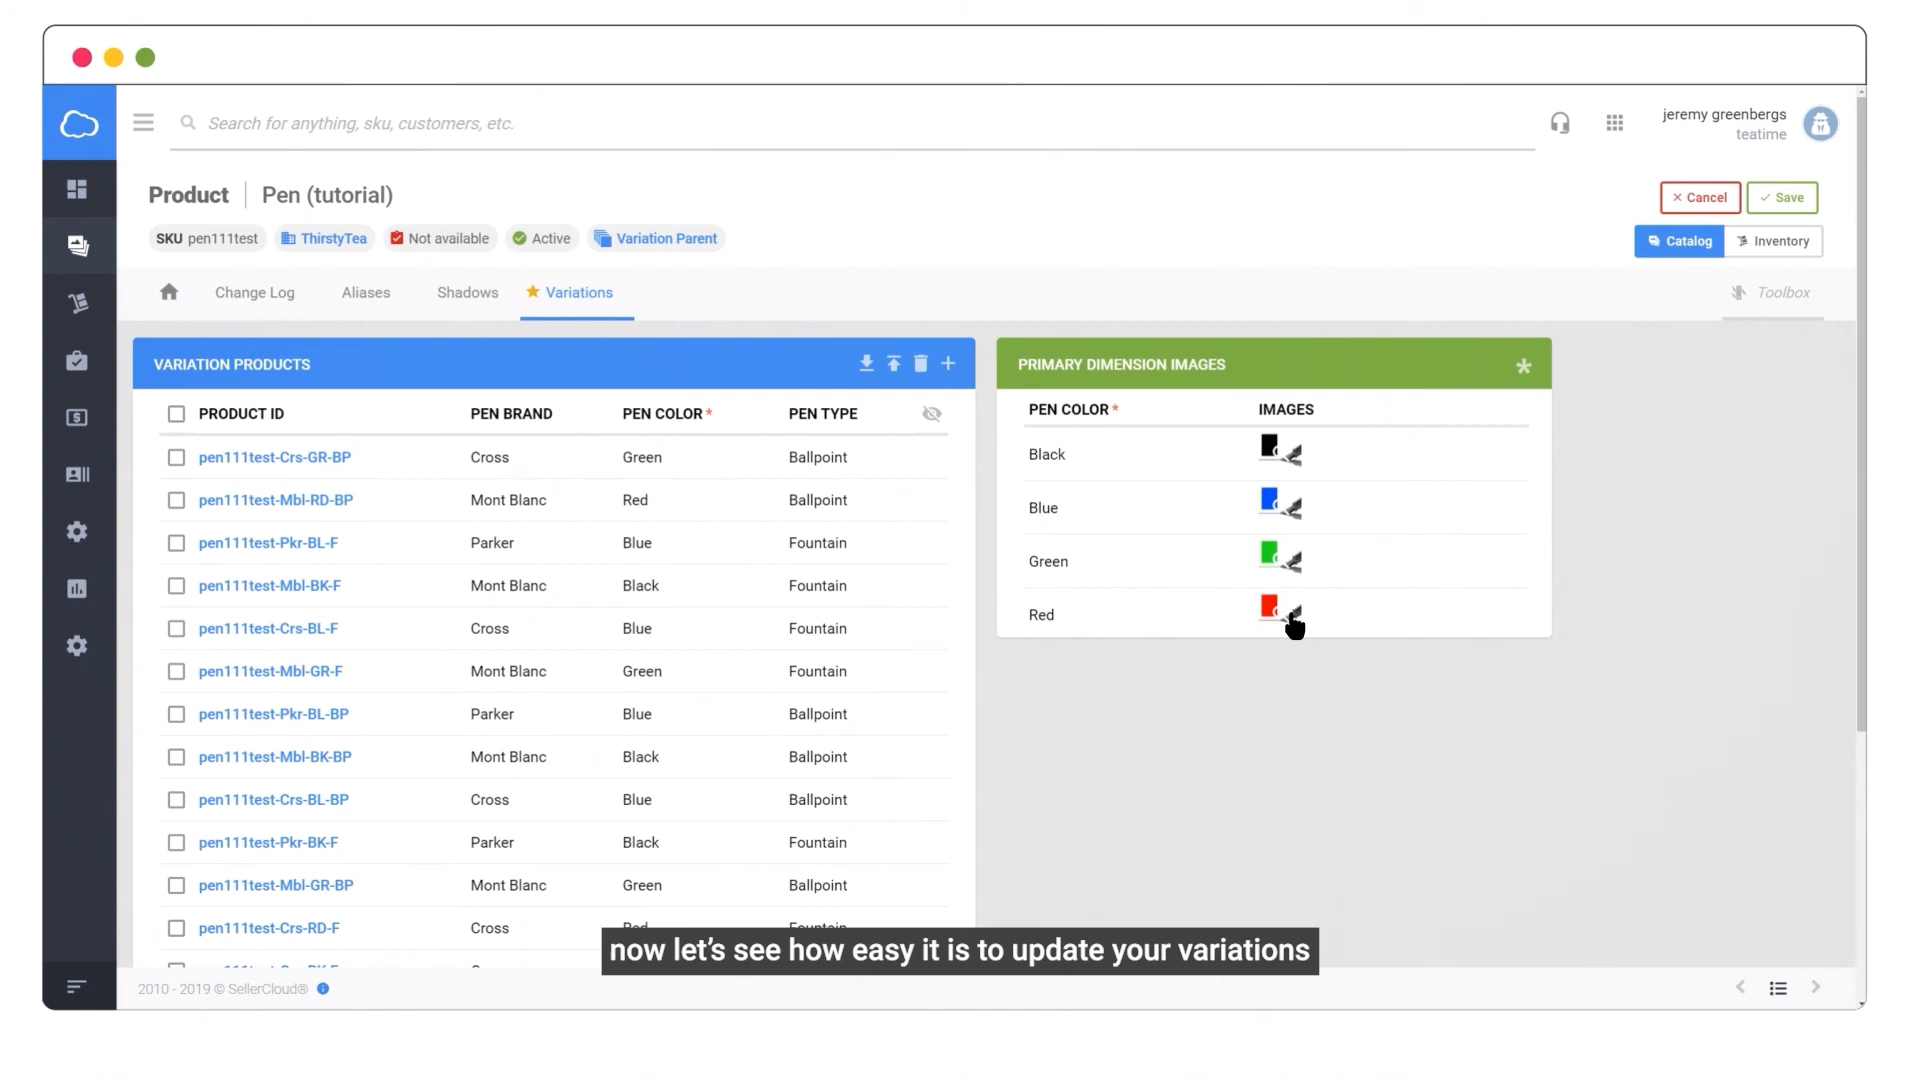 Search for anything, sku, customers, etc.
jeremy greenbergs
teatime
Product Pen (tutorial)
Cancel Save
SKU pen111test ThirstyTea Not available Active Variation Parent
Catalog Inventory
Change Log Aliases Shadows Variations Toolbox
VARIATION PRODUCTS
PRODUCT ID PEN BRAND PEN COLOR * PEN TYPE
pen111test-Crs-GR-BP Cross Green Ballpoint
pen111test-Mbl-RD-BP Mont Blanc Red Ballpoint
pen111test-Pkr-BL-F Parker Blue Fountain
pen111test-Mbl-BK-F Mont Blanc Black Fountain
pen111test-Crs-BL-F Cross Blue Fountain
pen111test-Mbl-GR-F Mont Blanc Green Fountain
pen111test-Pkr-BL-BP Parker Blue Ballpoint
pen111test-Mbl-BK-BP Mont Blanc Black Ballpoint
pen111test-Crs-BL-BP Cross Blue Ballpoint
pen111test-Pkr-BK-F Parker Black Fountain
pen111test-Mbl-GR-BP Mont Blanc Green Ballpoint
pen111test-Crs-RD-F Cross
PRIMARY DIMENSION IMAGES
PEN COLOR * IMAGES
Black
Blue
Green
Red
now let's see how easy it is to update your variations
2010 - 2019 © SellerCloud®